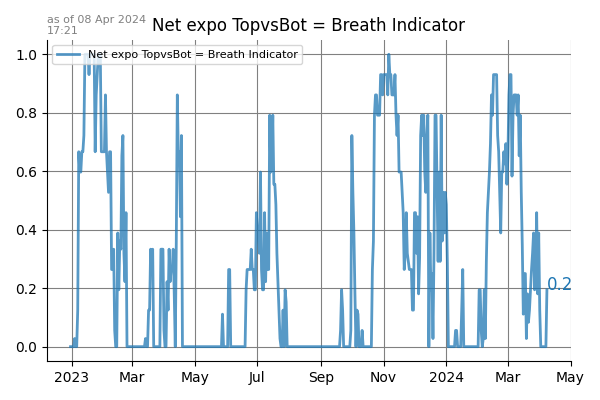 as of 08 Apr 2024
17:21
Net expo TopvsBot = Breath Indicator
Net expo TopvsBot = Breath Indicator
1.0
0.8
0.6
0.4
0.2
0.0
0.2
2023 Mar May Jul Sep Nov 2024 Mar May